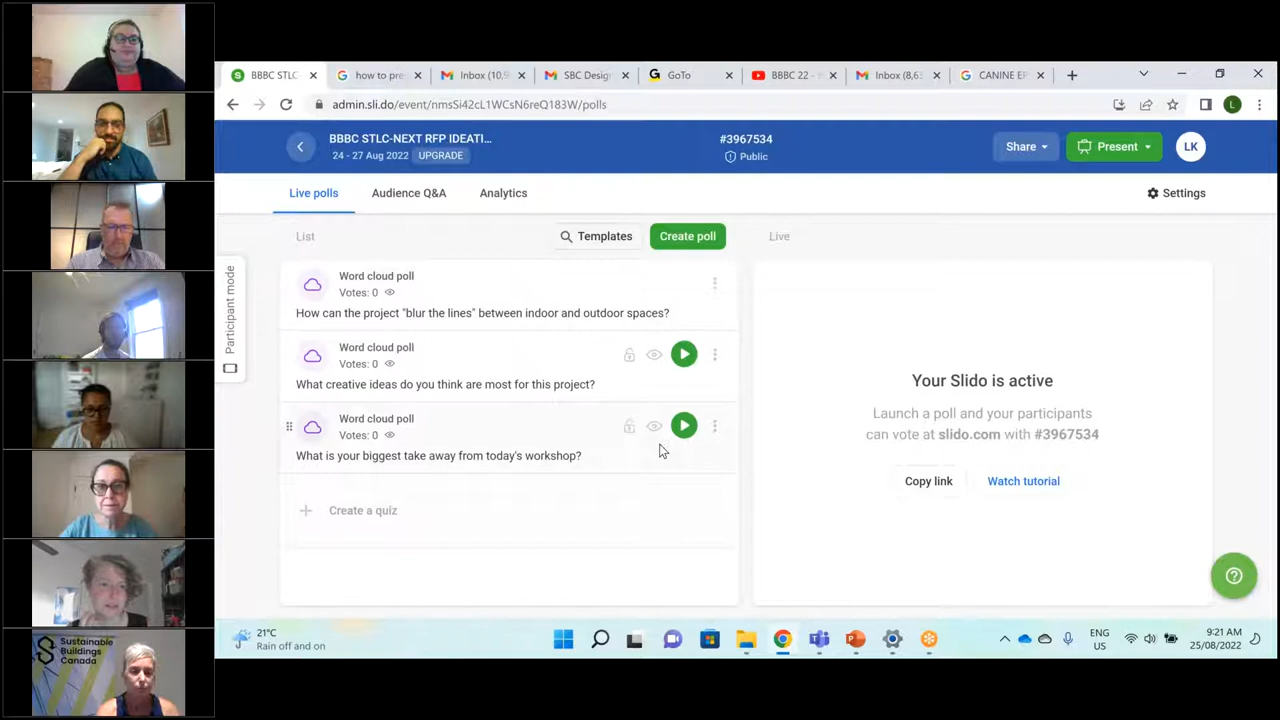 BBBC STLC-
how to pre
Inbox (10,9
SBC Design
GoTo
BBBC 22 -
Inbox (8,63
CANINE EP
admin.sli.do/event/nmsSi42cL1WCsN6reQ183W/polls
L
BBBC STLC-NEXT RFP IDEATI...
24 - 27 Aug 2022 UPGRADE
#3967534
Public
Share
Present
LK
Live polls
Audience Q&A
Analytics
Settings
List
Templates
Create poll
Live
Participant mode
Word cloud poll
Votes: 0
How can the project "blur the lines" between indoor and outdoor spaces?
Word cloud poll
Votes: 0
What creative ideas do you think are most for this project?
Word cloud poll
Votes: 0
What is your biggest take away from today's workshop?
Create a quiz
Your Slido is active
Launch a poll and your participants
can vote at slido.com with #3967534
Copy link
Watch tutorial
Sustainable
Buildings
Canada
21°C
Rain off and on
ENG
US
9:21 AM
25/08/2022